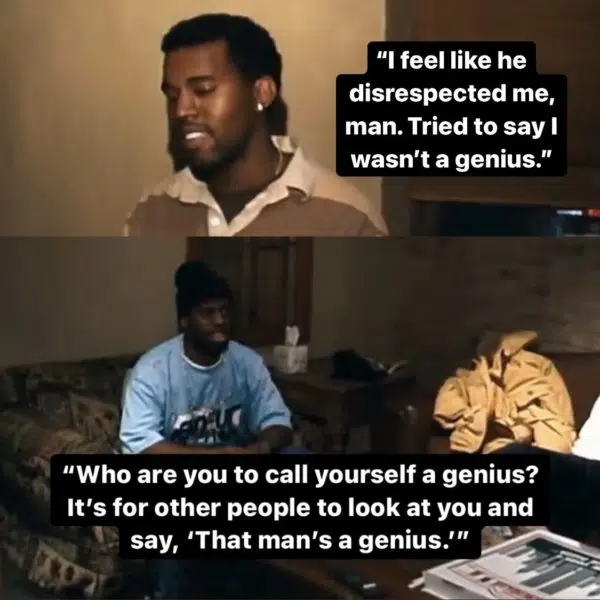 “I feel like he
disrespected me,
man. Tried to say I
wasn’t a genius.”
“Who are you to call yourself a genius?
It’s for other people to look at you and
say, ‘That man’s a genius.’”